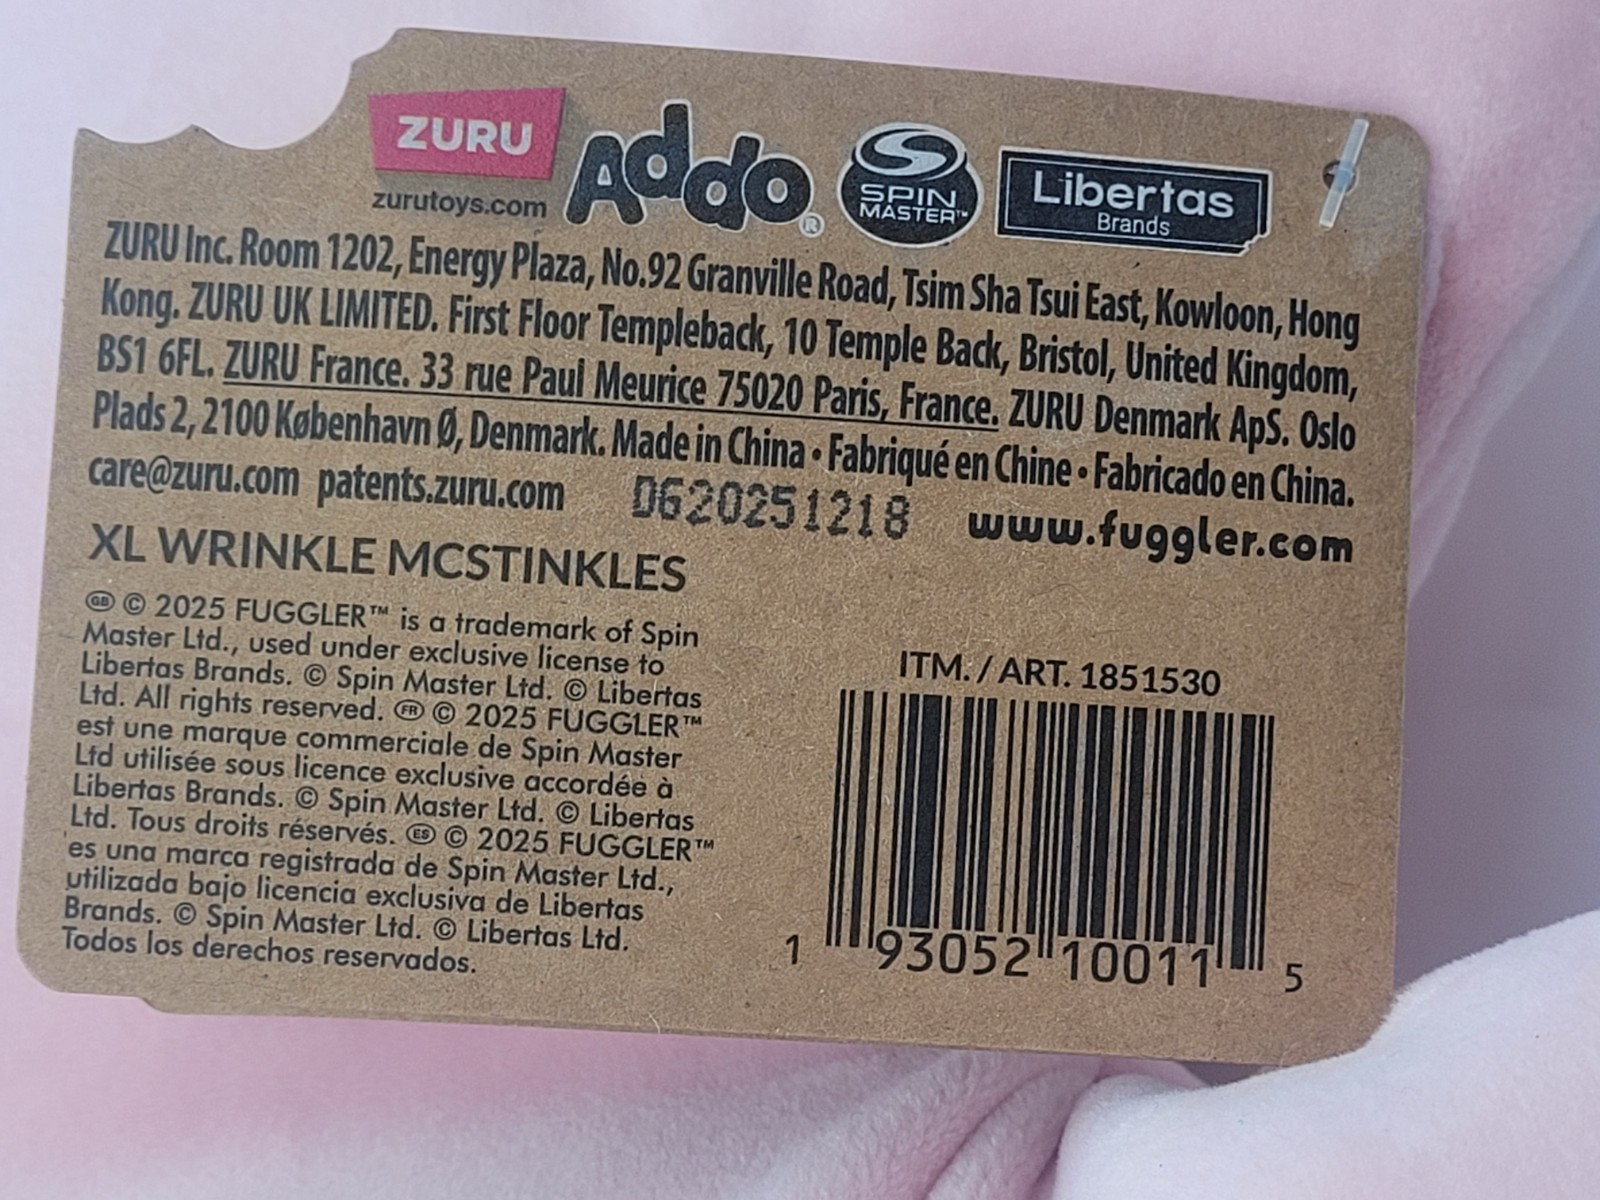 ZURU
zurutoys.com
Addo®
SPIN
MASTER™
Libertas
Brands
ZURU Inc. Room 1202, Energy Plaza, No.92 Granville Road, Tsim Sha Tsui East, Kowloon, Hong
Kong. ZURU UK LIMITED. First Floor Templeback, 10 Temple Back, Bristol, United Kingdom,
BS1 6FL. ZURU France. 33 rue Paul Meurice 75020 Paris, France. ZURU Denmark ApS. Oslo
Plads 2, 2100 København Ø, Denmark. Made in China • Fabriqué en Chine • Fabricado en China.
care@zuru.com patents.zuru.com
D620251218
www.fuggler.com
XL WRINKLE MCSTINKLES
GB © 2025 FUGGLER™ is a trademark of Spin
Master Ltd., used under exclusive license to
Libertas Brands. © Spin Master Ltd. © Libertas
Ltd. All rights reserved. FR © 2025 FUGGLER™
est une marque commerciale de Spin Master
Ltd utilisée sous licence exclusive accordée à
Libertas Brands. © Spin Master Ltd. © Libertas
Ltd. Tous droits réservés. ES © 2025 FUGGLER™
es una marca registrada de Spin Master Ltd.,
utilizada bajo licencia exclusiva de Libertas
Brands. © Spin Master Ltd. © Libertas Ltd.
Todos los derechos reservados.
ITM. / ART. 1851530
1 93052 10011 5